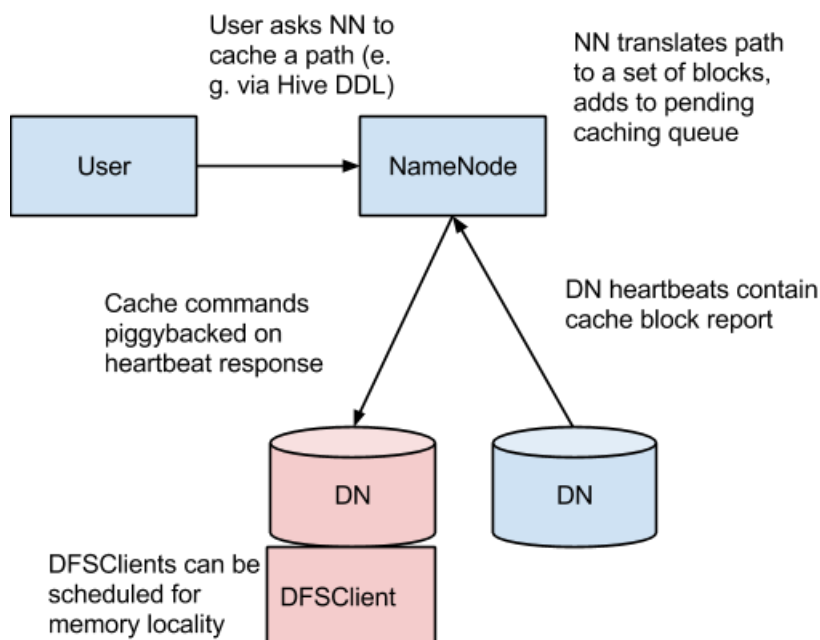 User asks NN to
cache a path (e.
g. via Hive DDL)
NN translates path
to a set of blocks,
adds to pending
caching queue
User
NameNode
Cache commands
piggybacked on
heartbeat response
DN heartbeats contain
cache block report
DN
DN
DFSClients can be
scheduled for
memory locality
DFSClient